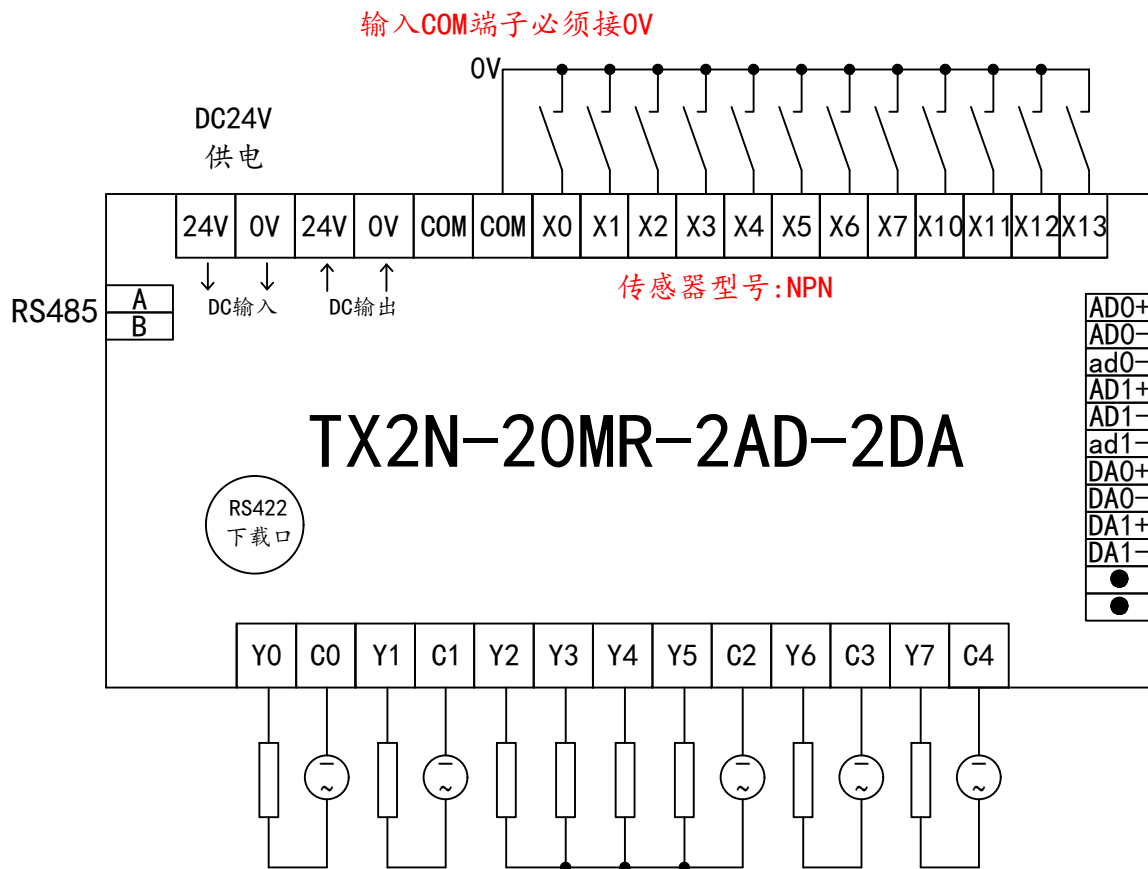 输入COM端子必须接0V
0V
DC24V
供电
24V 0V 24V 0V COM COM X0 X1 X2 X3 X4 X5 X6 X7 X10 X11 X12 X13
DC输入 DC输出
传感器型号:NPN
RS485
A
B
AD0+
AD0-
ad0-
AD1+
AD1-
ad1-
DA0+
DA0-
DA1+
DA1-
TX2N-20MR-2AD-2DA
RS422
下载口
Y0 C0 Y1 C1 Y2 Y3 Y4 Y5 C2 Y6 C3 Y7 C4